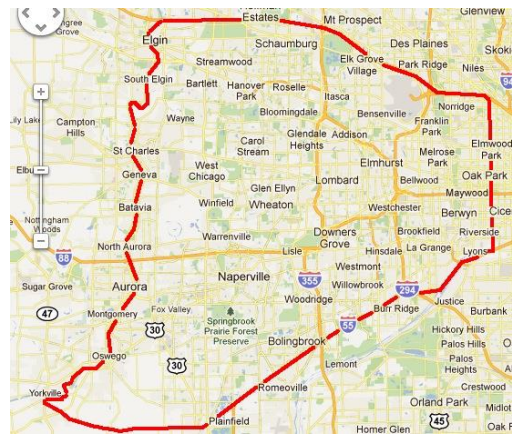 Estates
Mt Prospect
Glenview
Elgin
Schaumburg
Des Plaines
Skoki
Streamwood
Elk Grove
Village
Park Ridge
Niles
South Elgin
Bartlett
Hanover
Park
Roselle
Itasca
94
Norridge
Lily Lake
Campton
Hills
Wayne
Bloomingdale
Bensenville
Franklin
Park
St Charles
Carol
Stream
Glendale
Heights
Addison
Elmwood
Park
Elbu
Geneva
West
Chicago
Elmhurst
Melrose
Park
Oak Park
Glen Ellyn
Lombard
Bellwood
Maywood
Batavia
Winfield
Wheaton
Westchester
Berwyn
Cice
Nottingham
Woods
Warrenville
Downers
Grove
Brookfield
Riverside
North Aurora
Lisle
Hinsdale
La Grange
Lyons
88
Sugar Grove
Aurora
Naperville
355
Westmont
Willowbrook
294
Woodridge
Justice
Burbank
47
Montgomery
Fox Valley
Burr Ridge
30
Springbrook
Prairie Forest
Preserve
55
Hickory Hills
Oswego
Bolingbrook
Palos Hills
30
Lemont
Palos
Heights
Yorkville
Romeoville
Crestwood
Orland Park
Midlot
Plainfield
45
Homer Glen